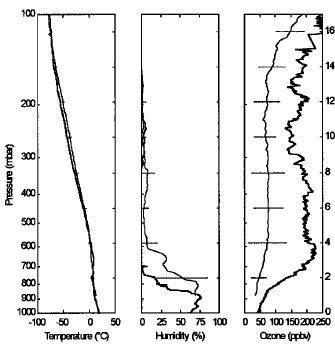 100
200
300
400
500
600
700
800
900
1000
Pressure (mbar)
-100 -50 0 50
Temperature (°C)
0 25 50 75 100
Humidity (%)
16
14
12
10
8
6
4
2
0
0 50 100 150 200 250
Ozone (ppbv)